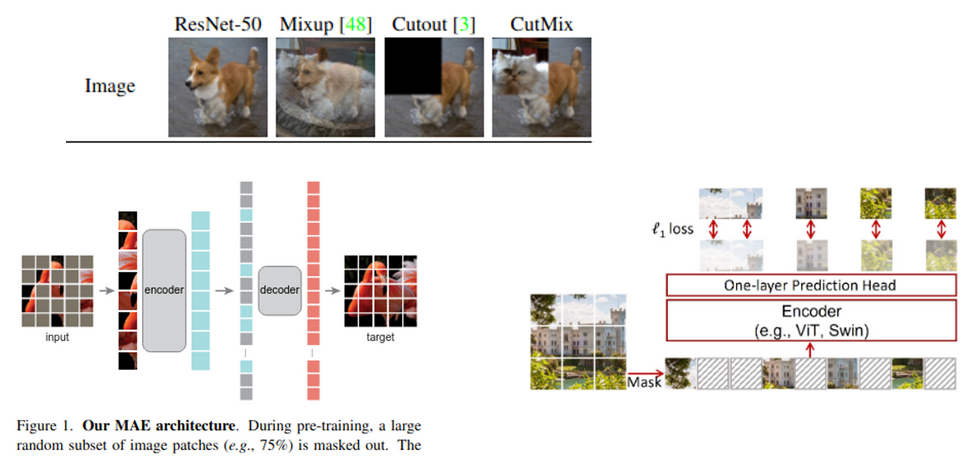 ResNet-50 Mixup [48] Cutout [3] CutMix
Image
input
encoder
decoder
target
Figure 1. Our MAE architecture. During pre-training, a large
random subset of image patches (e.g., 75%) is masked out. The
ℓ₁ loss
One-layer Prediction Head
Encoder
(e.g., ViT, Swin)
Mask